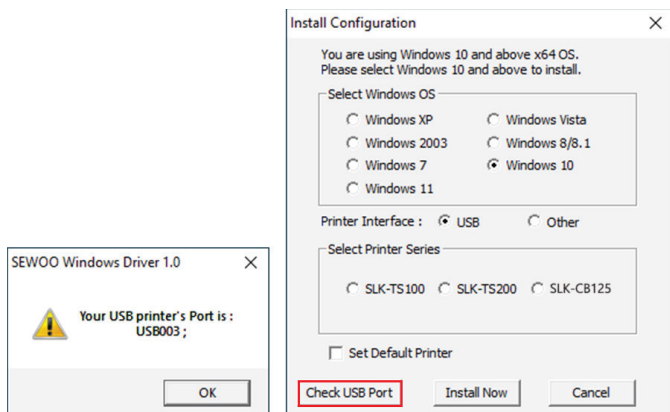 Install Configuration
You are using Windows 10 and above x64 OS.
Please select Windows 10 and above to install.
Select Windows OS
Windows XP
Windows Vista
Windows 2003
Windows 8/8.1
Windows 7
Windows 10
Windows 11
Printer Interface :
USB
Other
Select Printer Series
SLK-TS100
SLK-TS200
SLK-CB125
Set Default Printer
Check USB Port
Install Now
Cancel
SEWOO Windows Driver 1.0
Your USB printer's Port is :
USB003 ;
OK